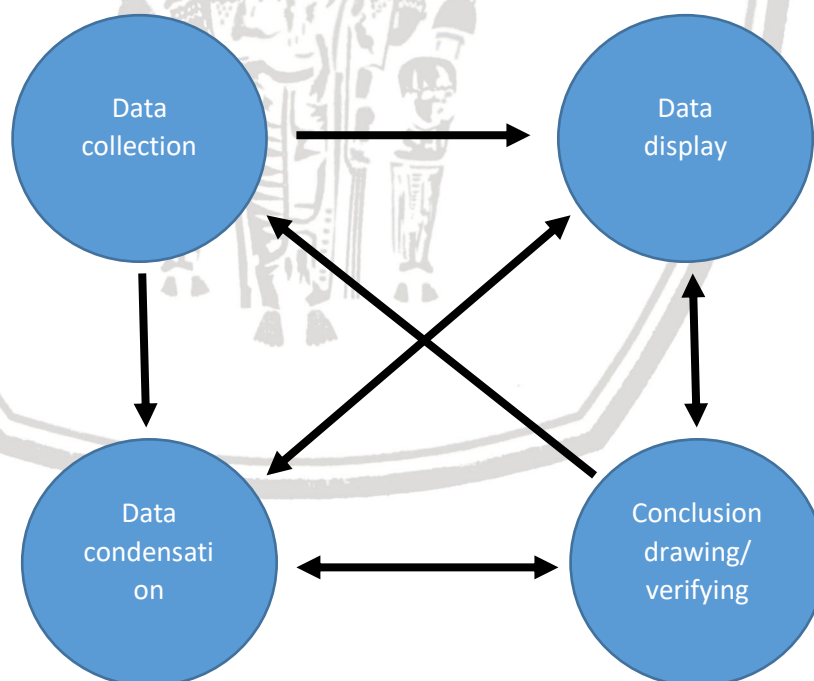 Data
collection
Data
display
Data
condensati
on
Conclusion
drawing/
verifying